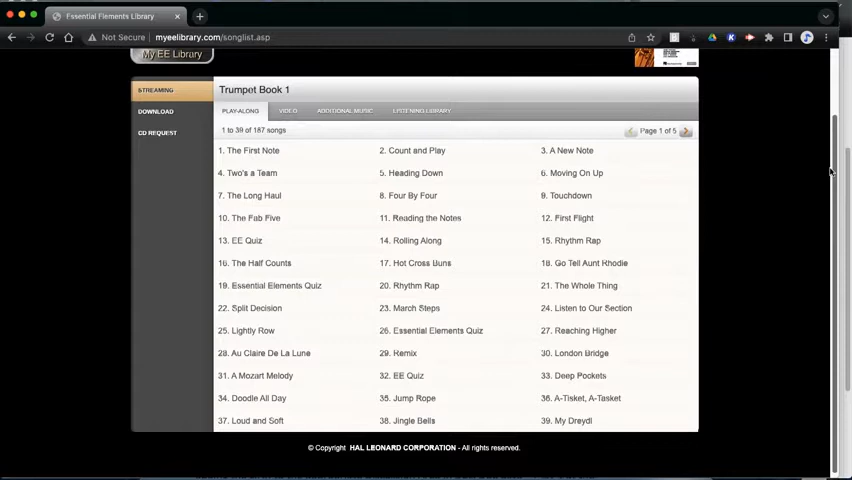 Essential Elements Library
Not Secure | myeelibrary.com/songlist.asp
My EE Library
STREAMING
DOWNLOAD
CD REQUEST
Trumpet Book 1
PLAY-ALONG VIDEO ADDITIONAL MUSIC LISTENING LIBRARY
1 to 39 of 187 songs Page 1 of 5
1. The First Note 2. Count and Play 3. A New Note
4. Two's a Team 5. Heading Down 6. Moving On Up
7. The Long Haul 8. Four By Four 9. Touchdown
10. The Fab Five 11. Reading the Notes 12. First Flight
13. EE Quiz 14. Rolling Along 15. Rhythm Rap
16. The Half Counts 17. Hot Cross Buns 18. Go Tell Aunt Rhodie
19. Essential Elements Quiz 20. Rhythm Rap 21. The Whole Thing
22. Split Decision 23. March Steps 24. Listen to Our Section
25. Lightly Row 26. Essential Elements Quiz 27. Reaching Higher
28. Au Claire De La Lune 29. Remix 30. London Bridge
31. A Mozart Melody 32. EE Quiz 33. Deep Pockets
34. Doodle All Day 35. Jump Rope 36. A-Tisket, A-Tasket
37. Loud and Soft 38. Jingle Bells 39. My Dreydl
© Copyright HAL LEONARD CORPORATION - All rights reserved.